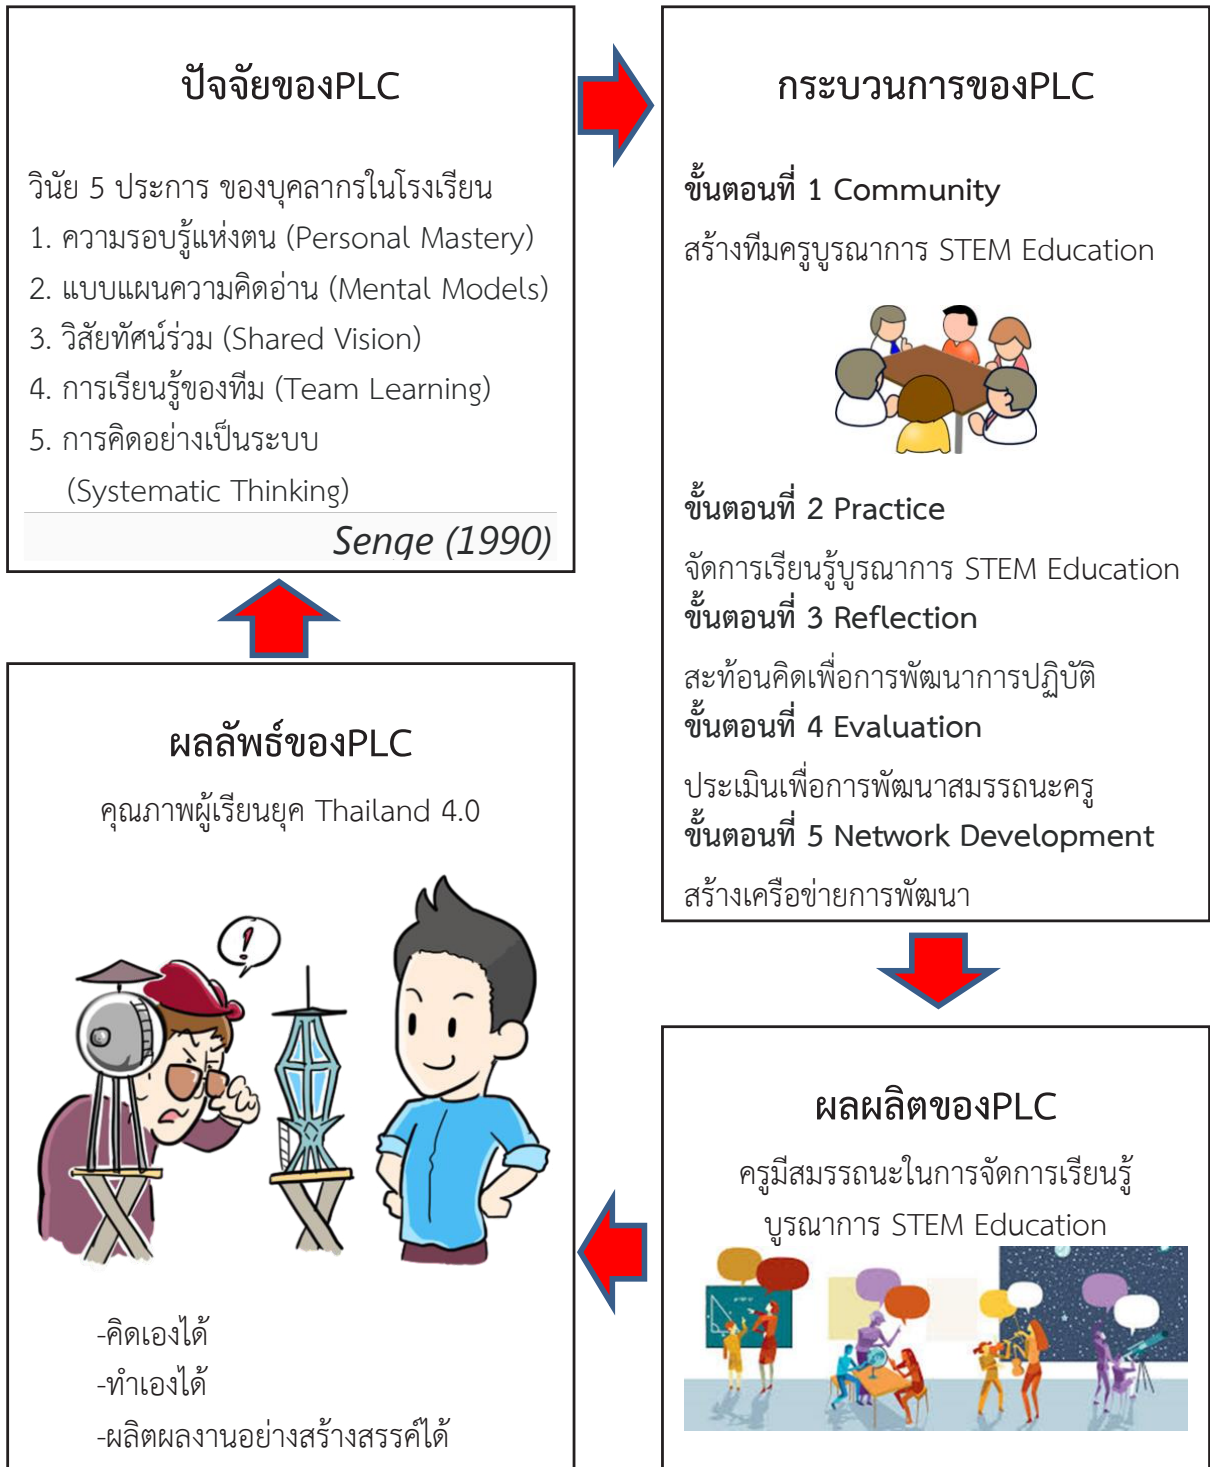 ปัจจัยของPLC
วินัย 5 ประการ ของบุคลากรในโรงเรียน
1. ความรอบรู้แห่งตน (Personal Mastery)
2. แบบแผนความคิดอ่าน (Mental Models)
3. วิสัยทัศน์ร่วม (Shared Vision)
4. การเรียนรู้ของทีม (Team Learning)
5. การคิดอย่างเป็นระบบ
(Systematic Thinking)
Senge (1990)
กระบวนการของPLC
ขั้นตอนที่ 1 Community
สร้างทีมครูบูรณาการ STEM Education
ขั้นตอนที่ 2 Practice
จัดการเรียนรู้บูรณาการ STEM Education
ขั้นตอนที่ 3 Reflection
สะท้อนคิดเพื่อการพัฒนาการปฏิบัติ
ขั้นตอนที่ 4 Evaluation
ประเมินเพื่อการพัฒนาสมรรถนะครู
ขั้นตอนที่ 5 Network Development
สร้างเครือข่ายการพัฒนา
ผลผลิตของPLC
ครูมีสมรรถนะในการจัดการเรียนรู้
บูรณาการ STEM Education
ผลลัพธ์ของPLC
คุณภาพผู้เรียนยุค Thailand 4.0
!
-คิดเองได้
-ทำเองได้
-ผลิตผลงานอย่างสร้างสรรค์ได้